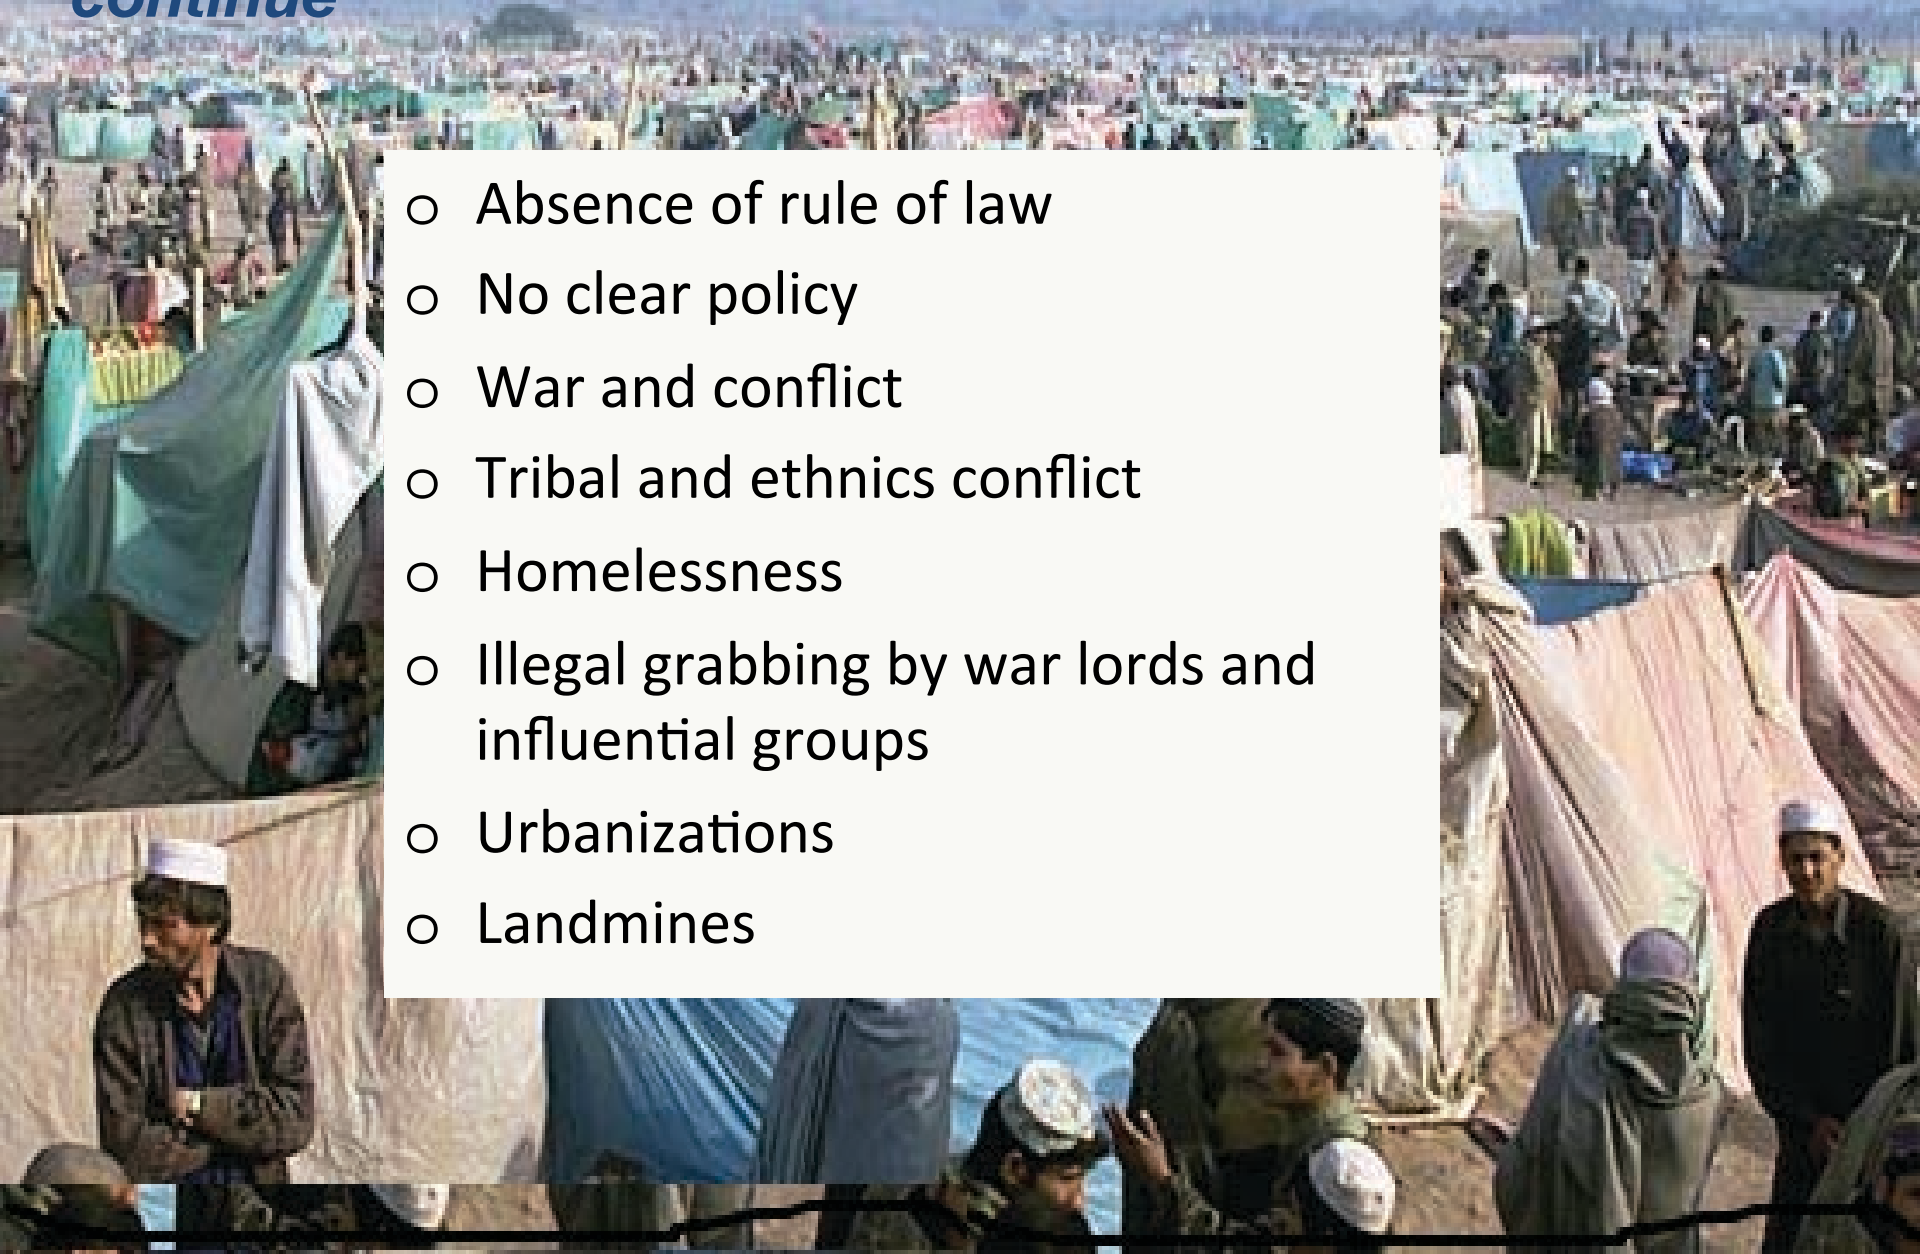 continue
o Absence of rule of law
o No clear policy
o War and conflict
o Tribal and ethnics conflict
o Homelessness
o Illegal grabbing by war lords and
influential groups
o Urbanizations
o Landmines